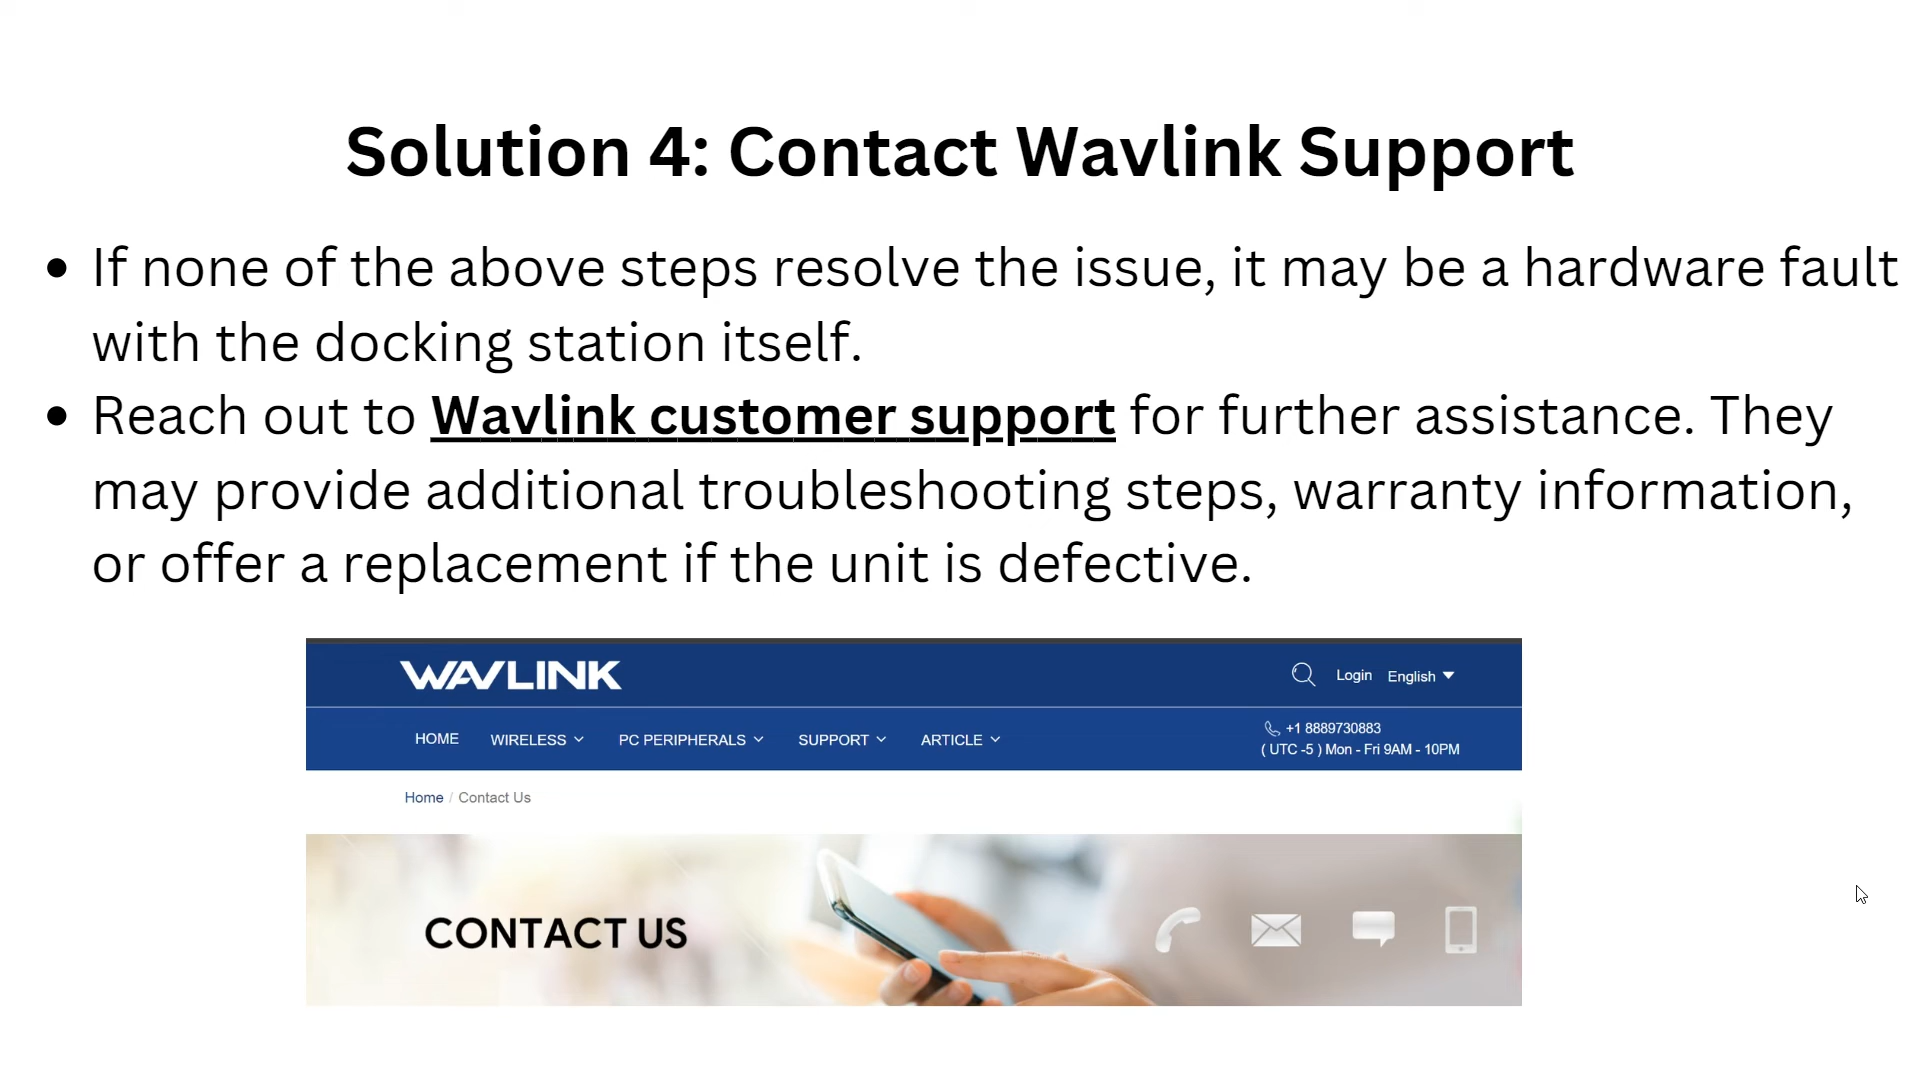 Solution 4: Contact Wavlink Support
• If none of the above steps resolve the issue, it may be a hardware fault
with the docking station itself.
• Reach out to Wavlink customer support for further assistance. They
may provide additional troubleshooting steps, warranty information,
or offer a replacement if the unit is defective.
WAVLINK
Login English
HOME WIRELESS PC PERIPHERALS SUPPORT ARTICLE
+1 8889730883
( UTC -5 ) Mon - Fri 9AM - 10PM
Home / Contact Us
CONTACT US